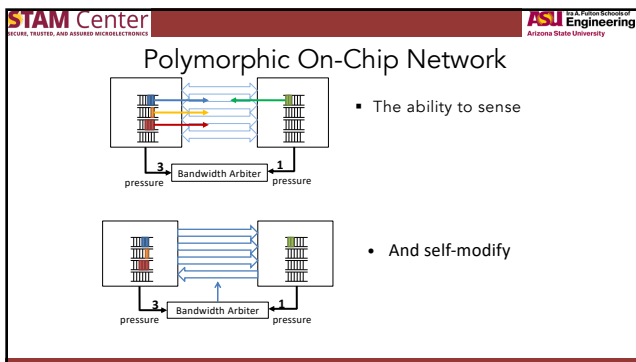 STAM Center
SECURE, TRUSTED, AND ASSURED MICROELECTRONICS
ASU Ira A. Fulton Schools of
Engineering
Arizona State University
Polymorphic On-Chip Network
▪ The ability to sense
3
1
Bandwidth Arbiter
pressure
pressure
• And self-modify
3
1
Bandwidth Arbiter
pressure
pressure